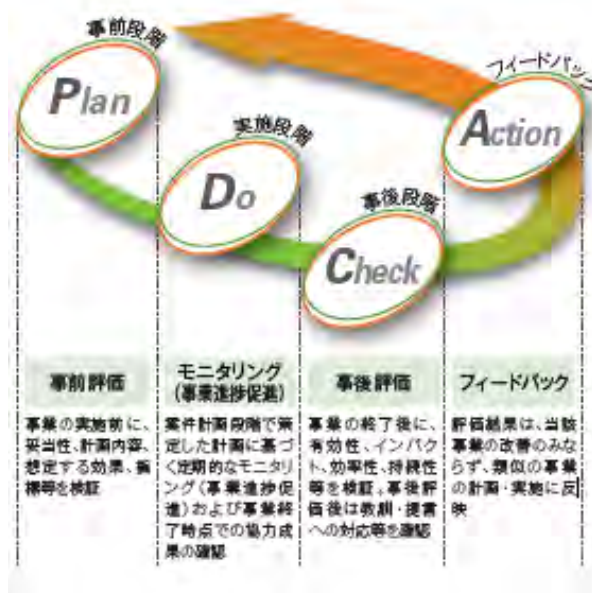 事前段階
Plan
実施段階
Do
事後段階
Check
フィードバック
Action
事前評価
事業の実施前に、
妥当性、計画内容、
想定する効果、指
標等を検証
モニタリング
(事業進捗促進)
案件計画段階で策
定した計画に基づ
く定期的なモニタリ
ング(事業進捗促
進)および事業終
了時点での協力成
果の確認
事後評価
事業の終了後に、
有効性、インパク
ト、効率性、持続性
等を検証。事後評
価後は教訓・提言
への対応等を確認
フィードバック
評価結果は、当該
事業の改善のみな
らず、類似の事業
の計画・実施に反
映